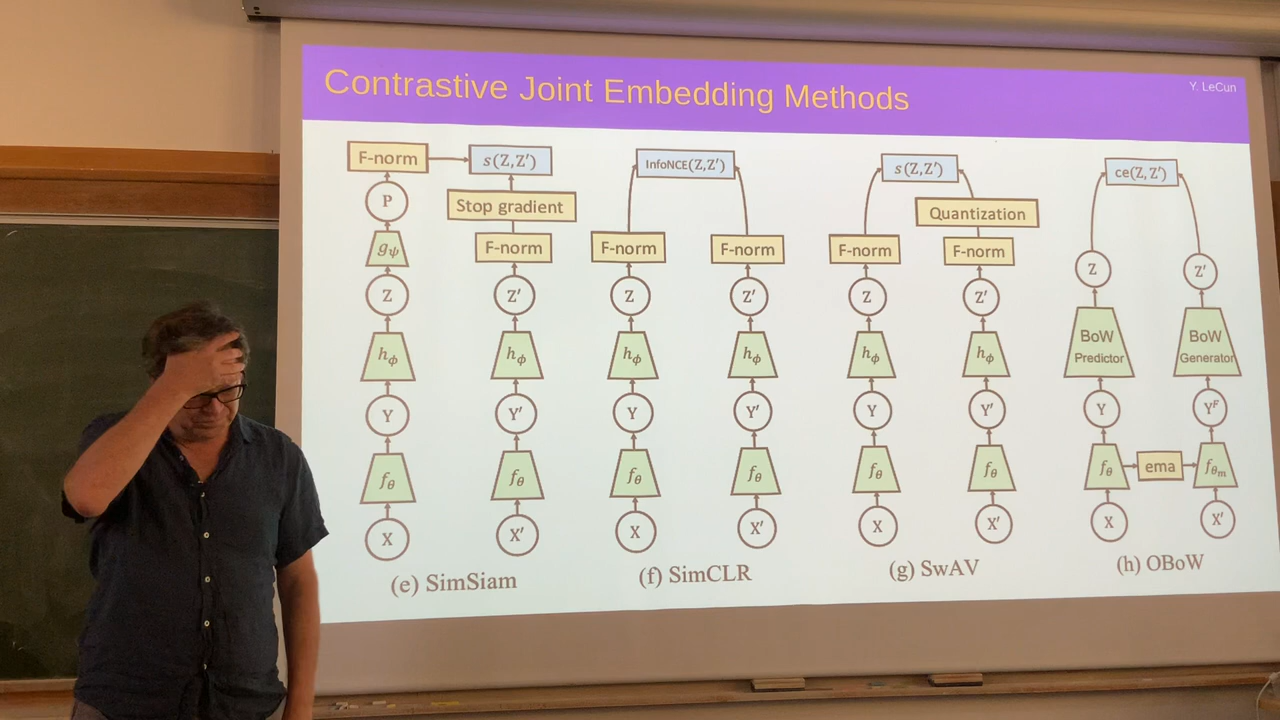 Contrastive Joint Embedding Methods
Y. LeCun
F-norm
s(Z,Z′)
P
Stop gradient
gψ
F-norm
Z
Z′
hϕ
hϕ
Y
Y′
fθ
fθ
X
X′
(e) SimSiam
InfoNCE(Z,Z′)
F-norm
F-norm
Z
Z′
hϕ
hϕ
Y
Y′
fθ
fθ
X
X′
(f) SimCLR
s(Z,Z′)
Quantization
F-norm
F-norm
Z
Z′
hϕ
hϕ
Y
Y′
fθ
fθ
X
X′
(g) SwAV
ce(Z,Z′)
Z
Z′
BoW
Predictor
BoW
Generator
Y
Yᶠ
fθ
ema
fθm
X
X′
(h) OBoW